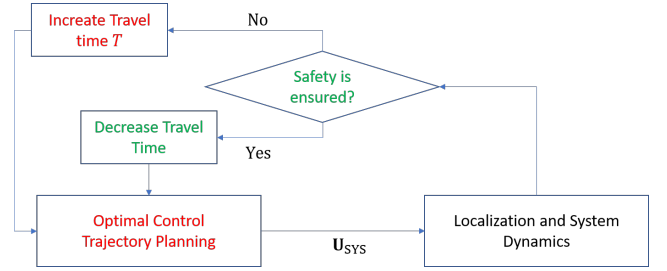 Increate Travel
time T
No
Safety is
ensured?
Decrease Travel
Time
Yes
Optimal Control
Trajectory Planning
U_SYS
Localization and System
Dynamics